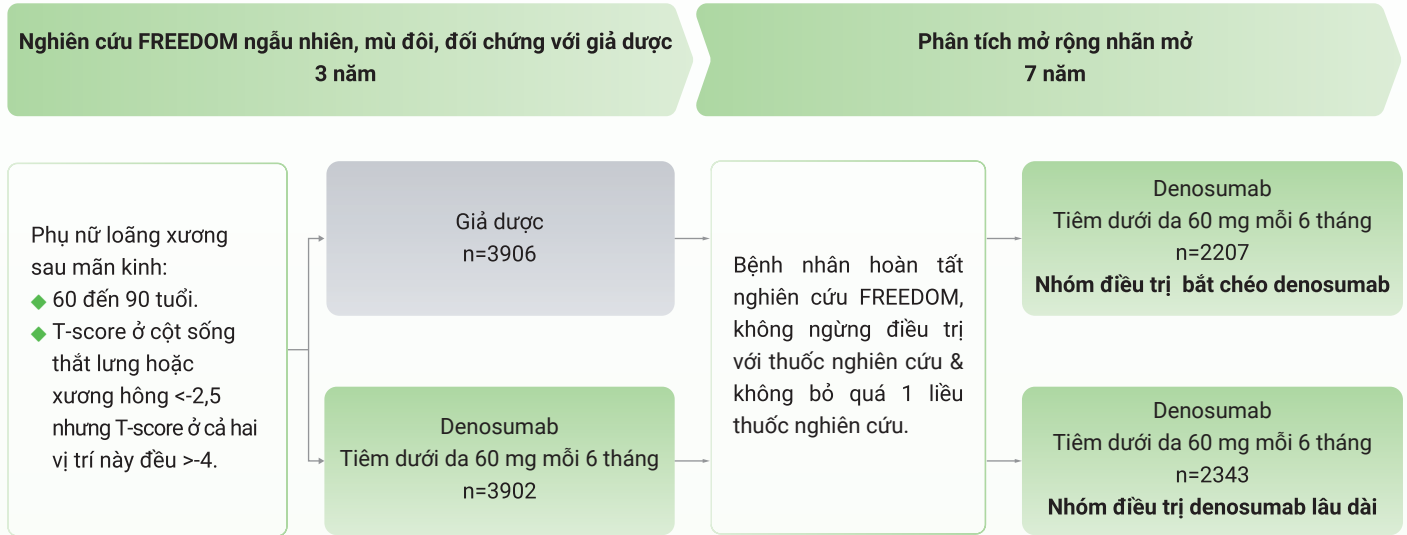 Nghiên cứu FREEDOM ngẫu nhiên, mù đôi, đối chứng với giả dược
3 năm
Phân tích mở rộng nhãn mở
7 năm
Phụ nữ loãng xương
sau mãn kinh:
60 đến 90 tuổi.
T-score ở cột sống
thắt lưng hoặc
xương hông <-2,5
nhưng T-score ở cả hai
vị trí này đều >-4.
Giả dược
n=3906
Denosumab
Tiêm dưới da 60 mg mỗi 6 tháng
n=3902
Bệnh nhân hoàn tất
nghiên cứu FREEDOM,
không ngừng điều trị
với thuốc nghiên cứu &
không bỏ quá 1 liều
thuốc nghiên cứu.
Denosumab
Tiêm dưới da 60 mg mỗi 6 tháng
n=2207
Nhóm điều trị bắt chéo denosumab
Denosumab
Tiêm dưới da 60 mg mỗi 6 tháng
n=2343
Nhóm điều trị denosumab lâu dài